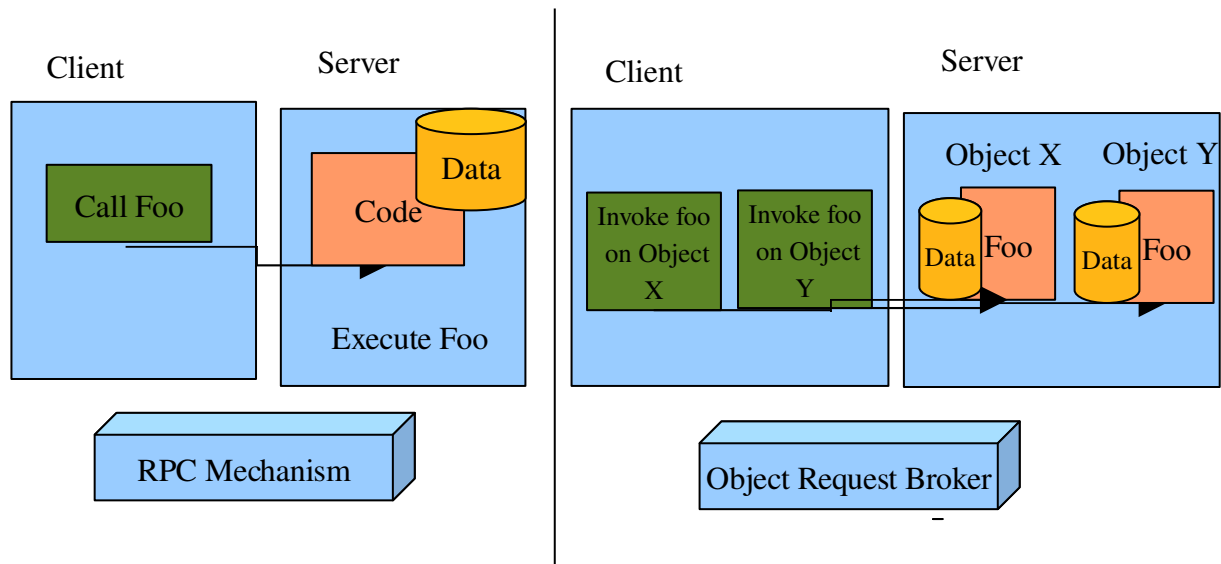 Client
Server
Call Foo
Code
Data
Execute Foo
RPC Mechanism
Client
Server
Invoke foo
on Object
X
Invoke foo
on Object
Y
Object X
Data
Foo
Object Y
Data
Foo
Object Request Broker